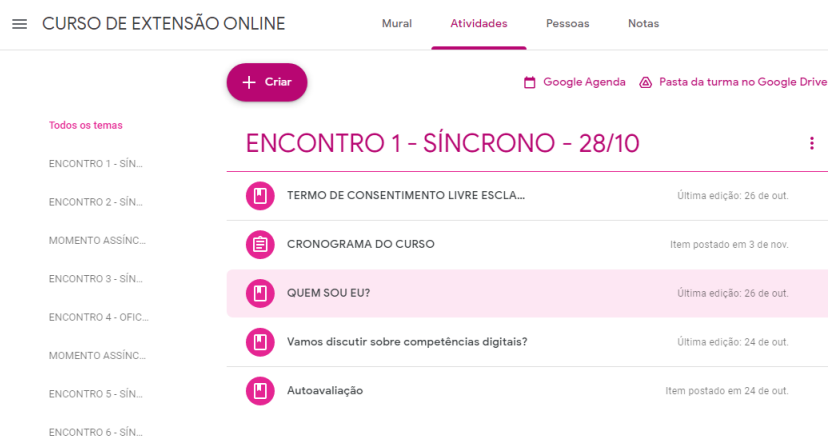 CURSO DE EXTENSÃO ONLINE
Mural
Atividades
Pessoas
Notas
Criar
Google Agenda
Pasta da turma no Google Drive
Todos os temas
ENCONTRO 1 - SÍN...
ENCONTRO 2 - SÍN...
MOMENTO ASSÍNC...
ENCONTRO 3 - SÍN...
ENCONTRO 4 - OFIC...
MOMENTO ASSÍNC...
ENCONTRO 5 - SÍN...
ENCONTRO 6 - SÍN...
ENCONTRO 1 - SÍNCRONO - 28/10
TERMO DE CONSENTIMENTO LIVRE ESCLA...
Última edição: 26 de out.
CRONOGRAMA DO CURSO
Item postado em 3 de nov.
QUEM SOU EU?
Última edição: 26 de out.
Vamos discutir sobre competências digitais?
Última edição: 24 de out.
Autoavaliação
Item postado em 24 de out.